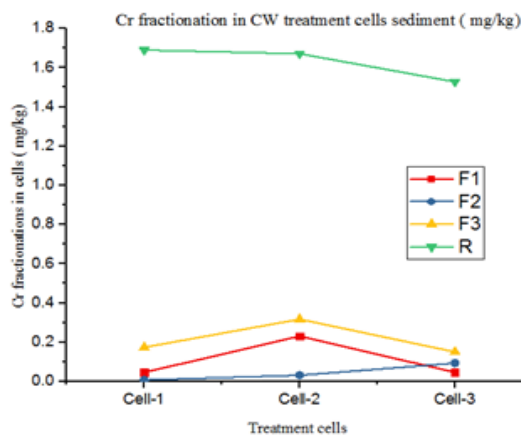 Cr fractionation in CW treatment cells sediment ( mg/kg)
Cr fractionations in cells ( mg/kg)
1.8
1.6
1.4
1.2
1.0
0.8
0.6
0.4
0.2
0.0
F1
F2
F3
R
Cell-1 Cell-2 Cell-3
Treatment cells